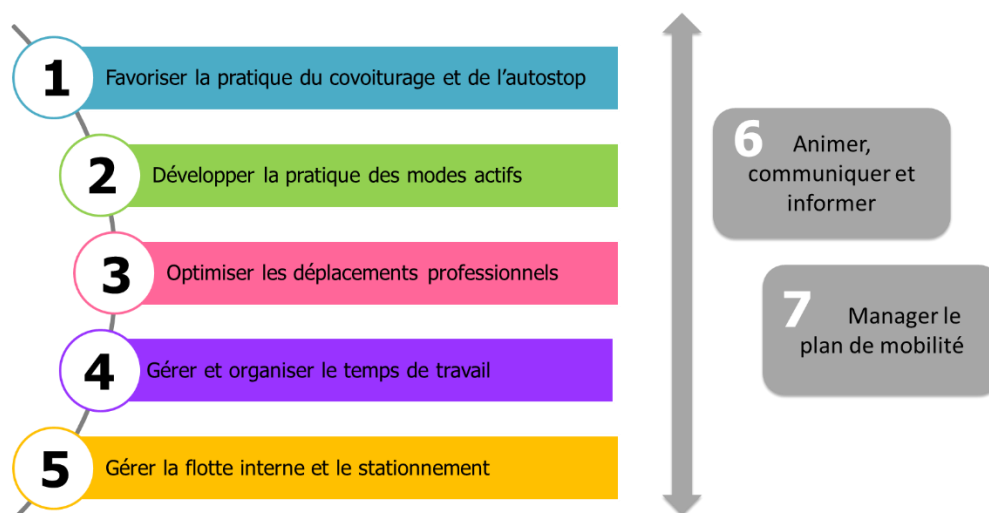 1
Favoriser la pratique du covoiturage et de l'autostop
2
Développer la pratique des modes actifs
3
Optimiser les déplacements professionnels
4
Gérer et organiser le temps de travail
5
Gérer la flotte interne et le stationnement
6
Animer,
communiquer et
informer
7
Manager le
plan de mobilité